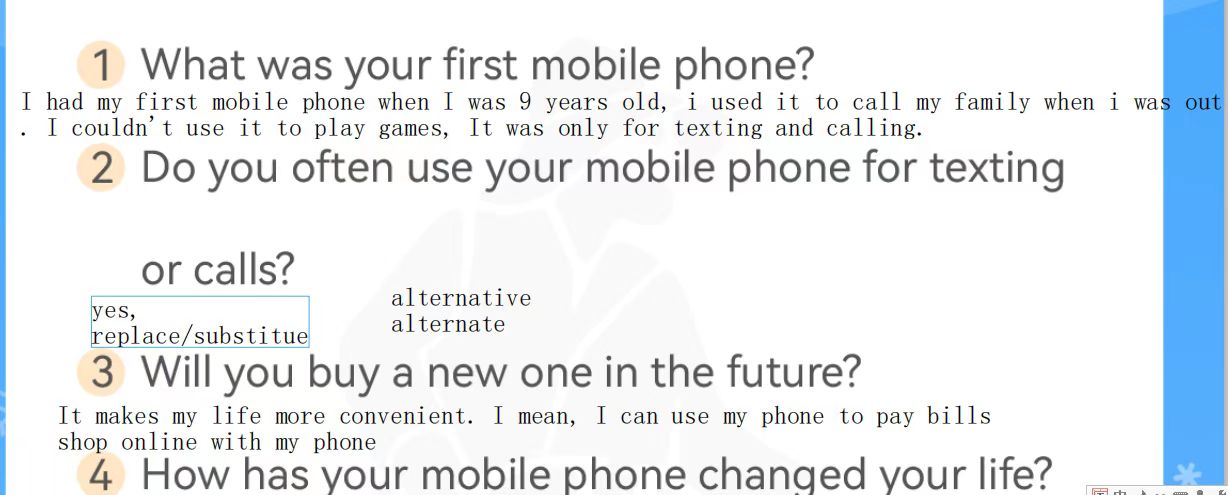 1 What was your first mobile phone?
I had my first mobile phone when I was 9 years old, i used it to call my family when i was out
. I couldn't use it to play games, It was only for texting and calling.
2 Do you often use your mobile phone for texting
or calls?
yes,
replace/substitue
alternative
alternate
3 Will you buy a new one in the future?
It makes my life more convenient. I mean, I can use my phone to pay bills
shop online with my phone
4 How has your mobile phone changed your life?